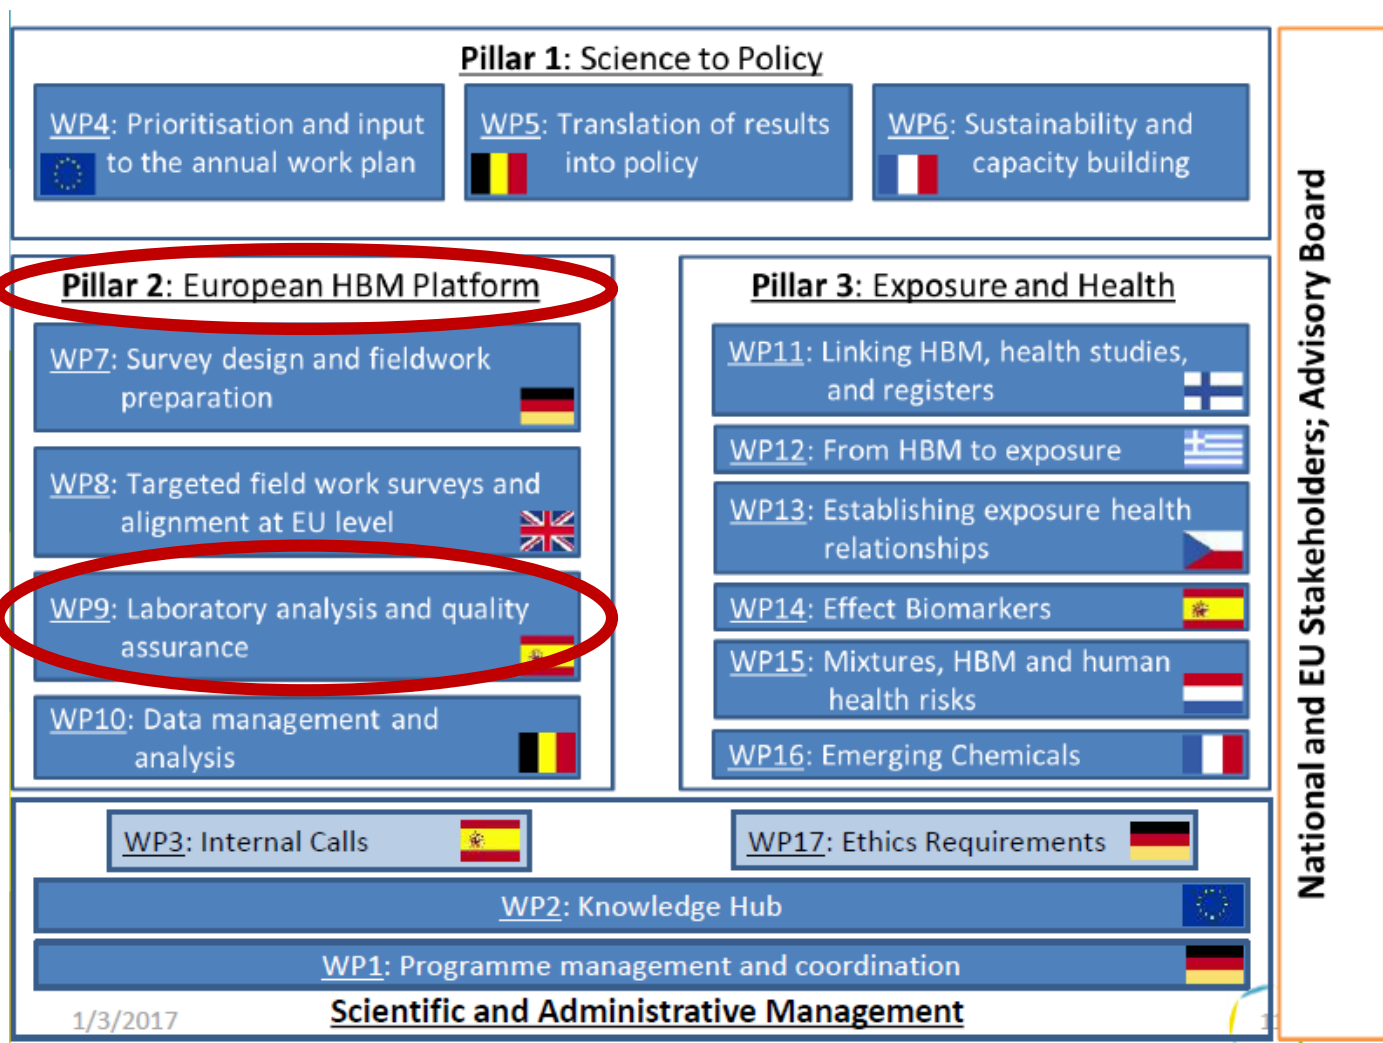 Pillar 1: Science to Policy
WP4: Prioritisation and input
to the annual work plan
WP5: Translation of results
into policy
WP6: Sustainability and
capacity building
Pillar 2: European HBM Platform
WP7: Survey design and fieldwork
preparation
WP8: Targeted field work surveys and
alignment at EU level
WP9: Laboratory analysis and quality
assurance
WP10: Data management and
analysis
Pillar 3: Exposure and Health
WP11: Linking HBM, health studies,
and registers
WP12: From HBM to exposure
WP13: Establishing exposure health
relationships
WP14: Effect Biomarkers
WP15: Mixtures, HBM and human
health risks
WP16: Emerging Chemicals
WP3: Internal Calls
WP17: Ethics Requirements
WP2: Knowledge Hub
WP1: Programme management and coordination
Scientific and Administrative Management
1/3/2017
National and EU Stakeholders; Advisory Board